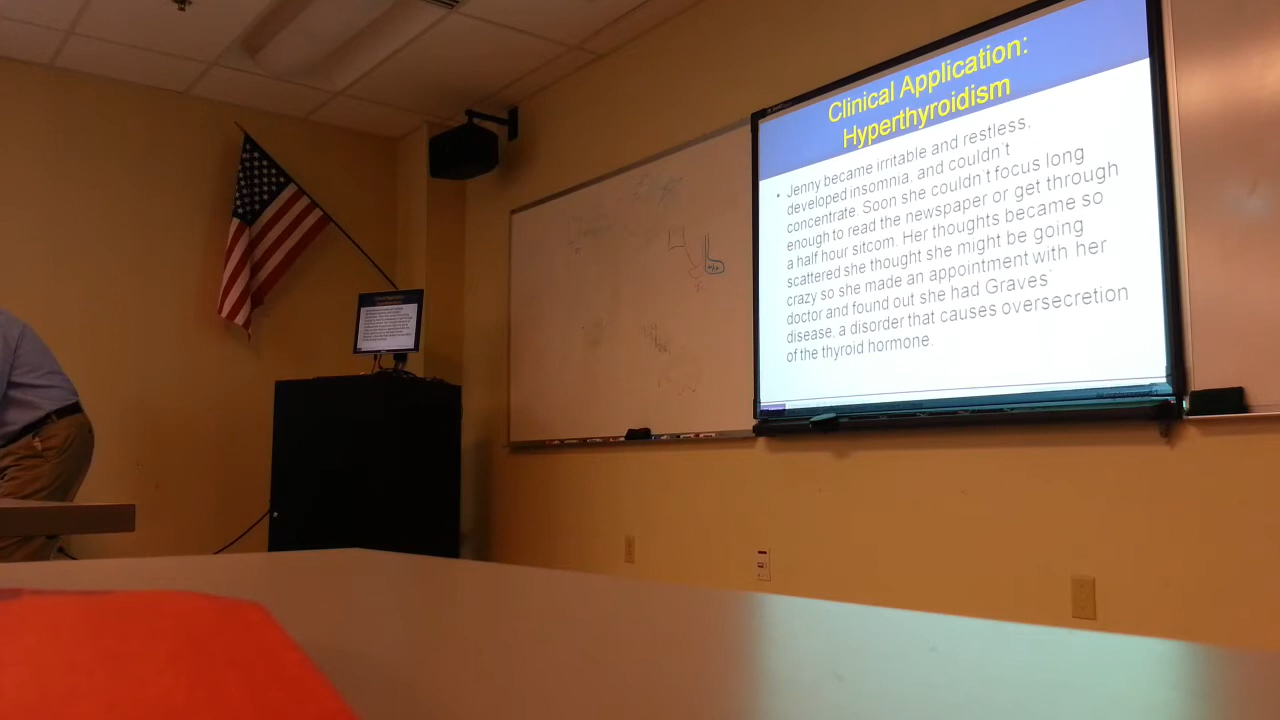 Clinical Application:
Hyperthyroidism
• Jenny became irritable and restless,
developed insomnia, and couldn't
concentrate. Soon she couldn't focus long
enough to read the newspaper or get through
a half hour sitcom. Her thoughts became so
scattered she thought she might be going
crazy so she made an appointment with her
doctor and found out she had Graves'
disease, a disorder that causes oversecretion
of the thyroid hormone.